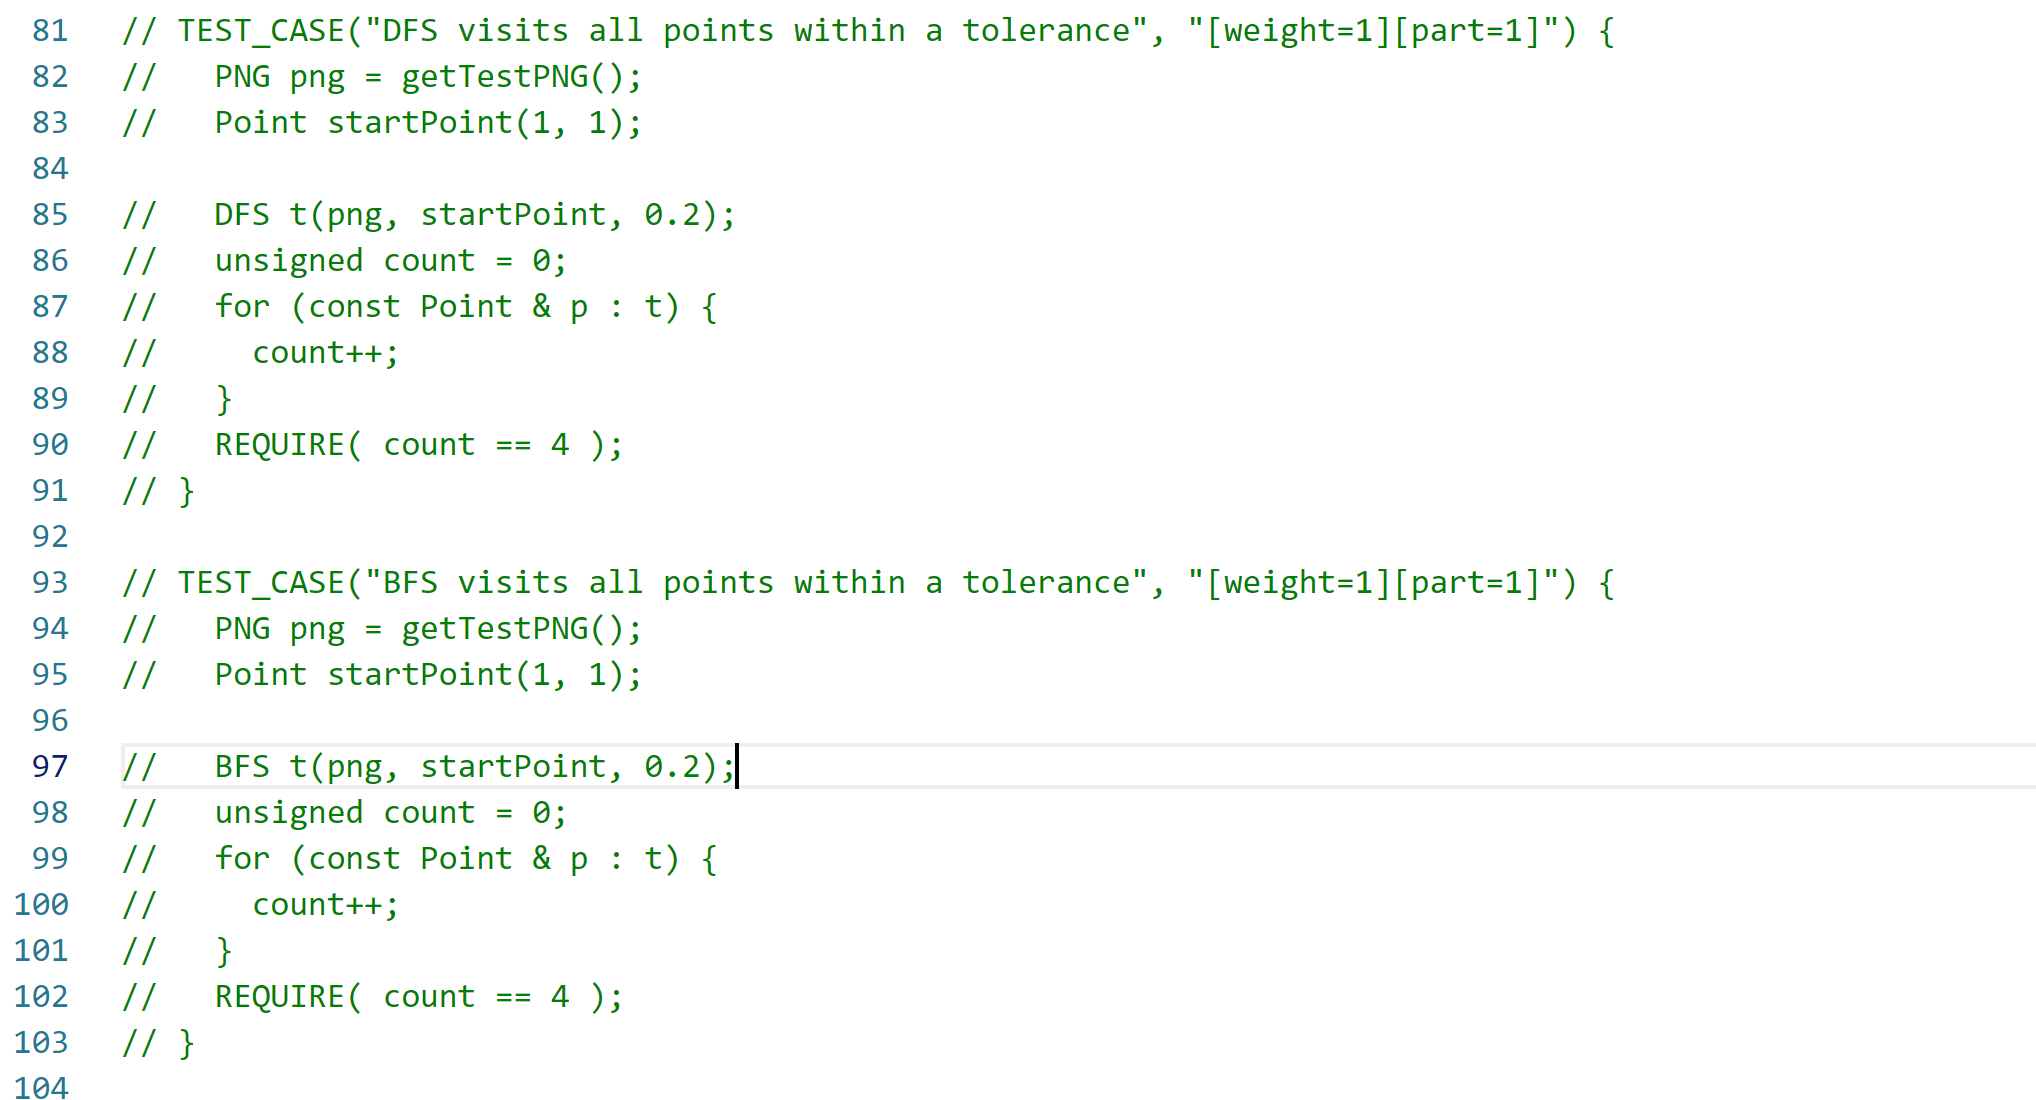 81 // TEST_CASE("DFS visits all points within a tolerance", "[weight=1][part=1]") {
82 //   PNG png = getTestPNG();
83 //   Point startPoint(1, 1);
84
85 //   DFS t(png, startPoint, 0.2);
86 //   unsigned count = 0;
87 //   for (const Point & p : t) {
88 //     count++;
89 //   }
90 //   REQUIRE( count == 4 );
91 // }
92
93 // TEST_CASE("BFS visits all points within a tolerance", "[weight=1][part=1]") {
94 //   PNG png = getTestPNG();
95 //   Point startPoint(1, 1);
96
97 //   BFS t(png, startPoint, 0.2);
98 //   unsigned count = 0;
99 //   for (const Point & p : t) {
100 //     count++;
101 //   }
102 //   REQUIRE( count == 4 );
103 // }
104